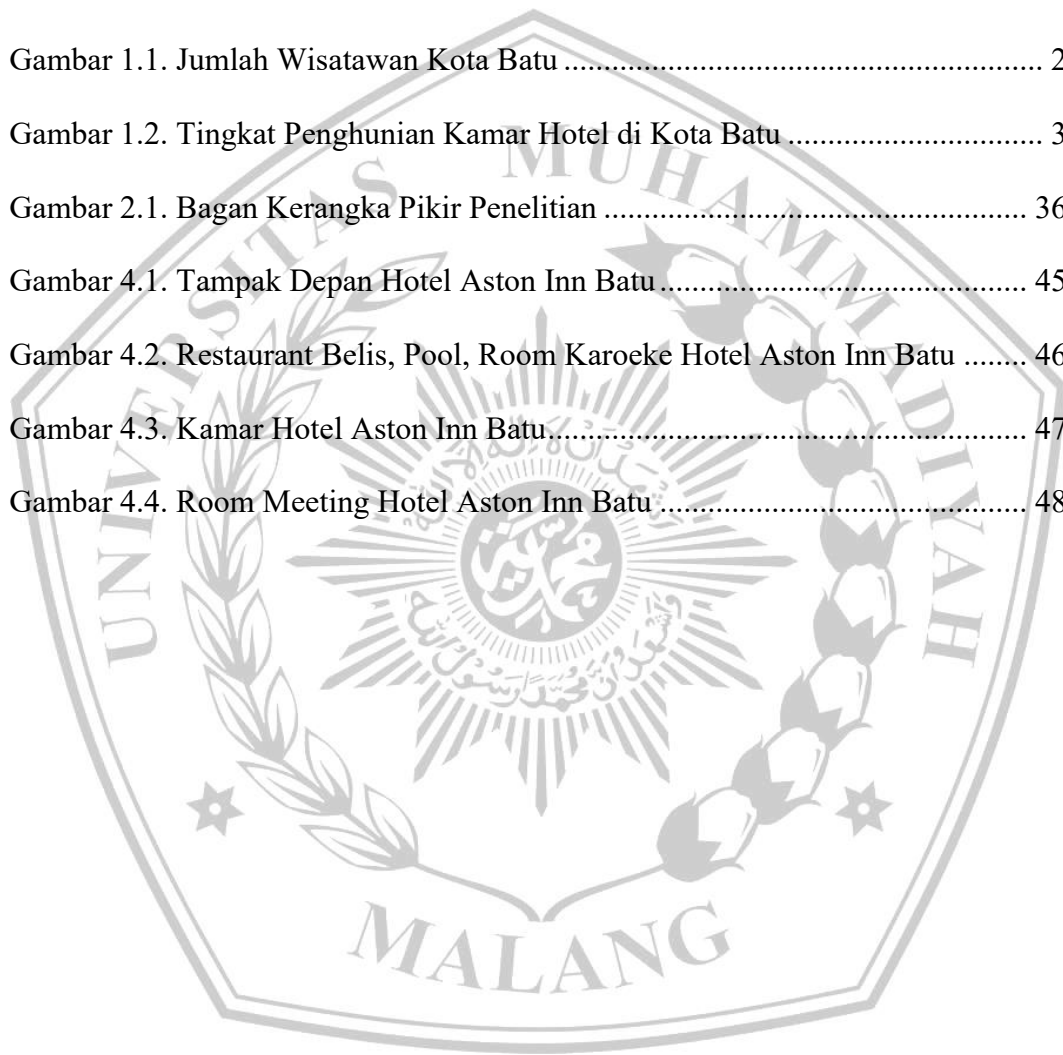 Gambar 1.1. Jumlah Wisatawan Kota Batu ........................................................ 2
Gambar 1.2. Tingkat Penghunian Kamar Hotel di Kota Batu .............................. 3
Gambar 2.1. Bagan Kerangka Pikir Penelitian .................................................. 36
Gambar 4.1. Tampak Depan Hotel Aston Inn Batu ........................................... 45
Gambar 4.2. Restaurant Belis, Pool, Room Karoeke Hotel Aston Inn Batu ........ 46
Gambar 4.3. Kamar Hotel Aston Inn Batu ........................................................ 47
Gambar 4.4. Room Meeting Hotel Aston Inn Batu ........................................... 48
UNIVERSITAS MUHAMMADIYAH
MALANG